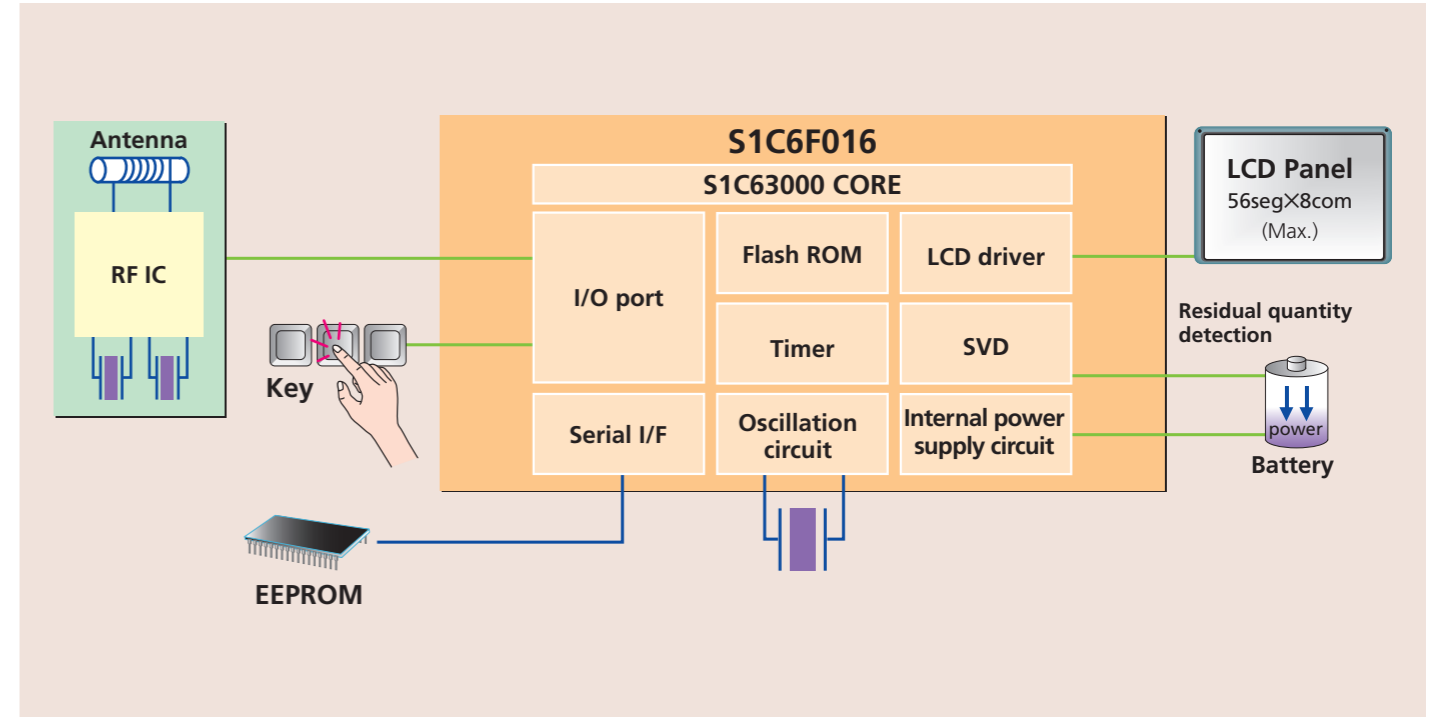 Antenna
RF IC
Key
EEPROM
S1C6F016
S1C63000 CORE
I/O port
Flash ROM
LCD driver
Timer
SVD
Serial I/F
Oscillation
circuit
Internal power
supply circuit
LCD Panel
56seg×8com
(Max.)
Residual quantity
detection
power
Battery